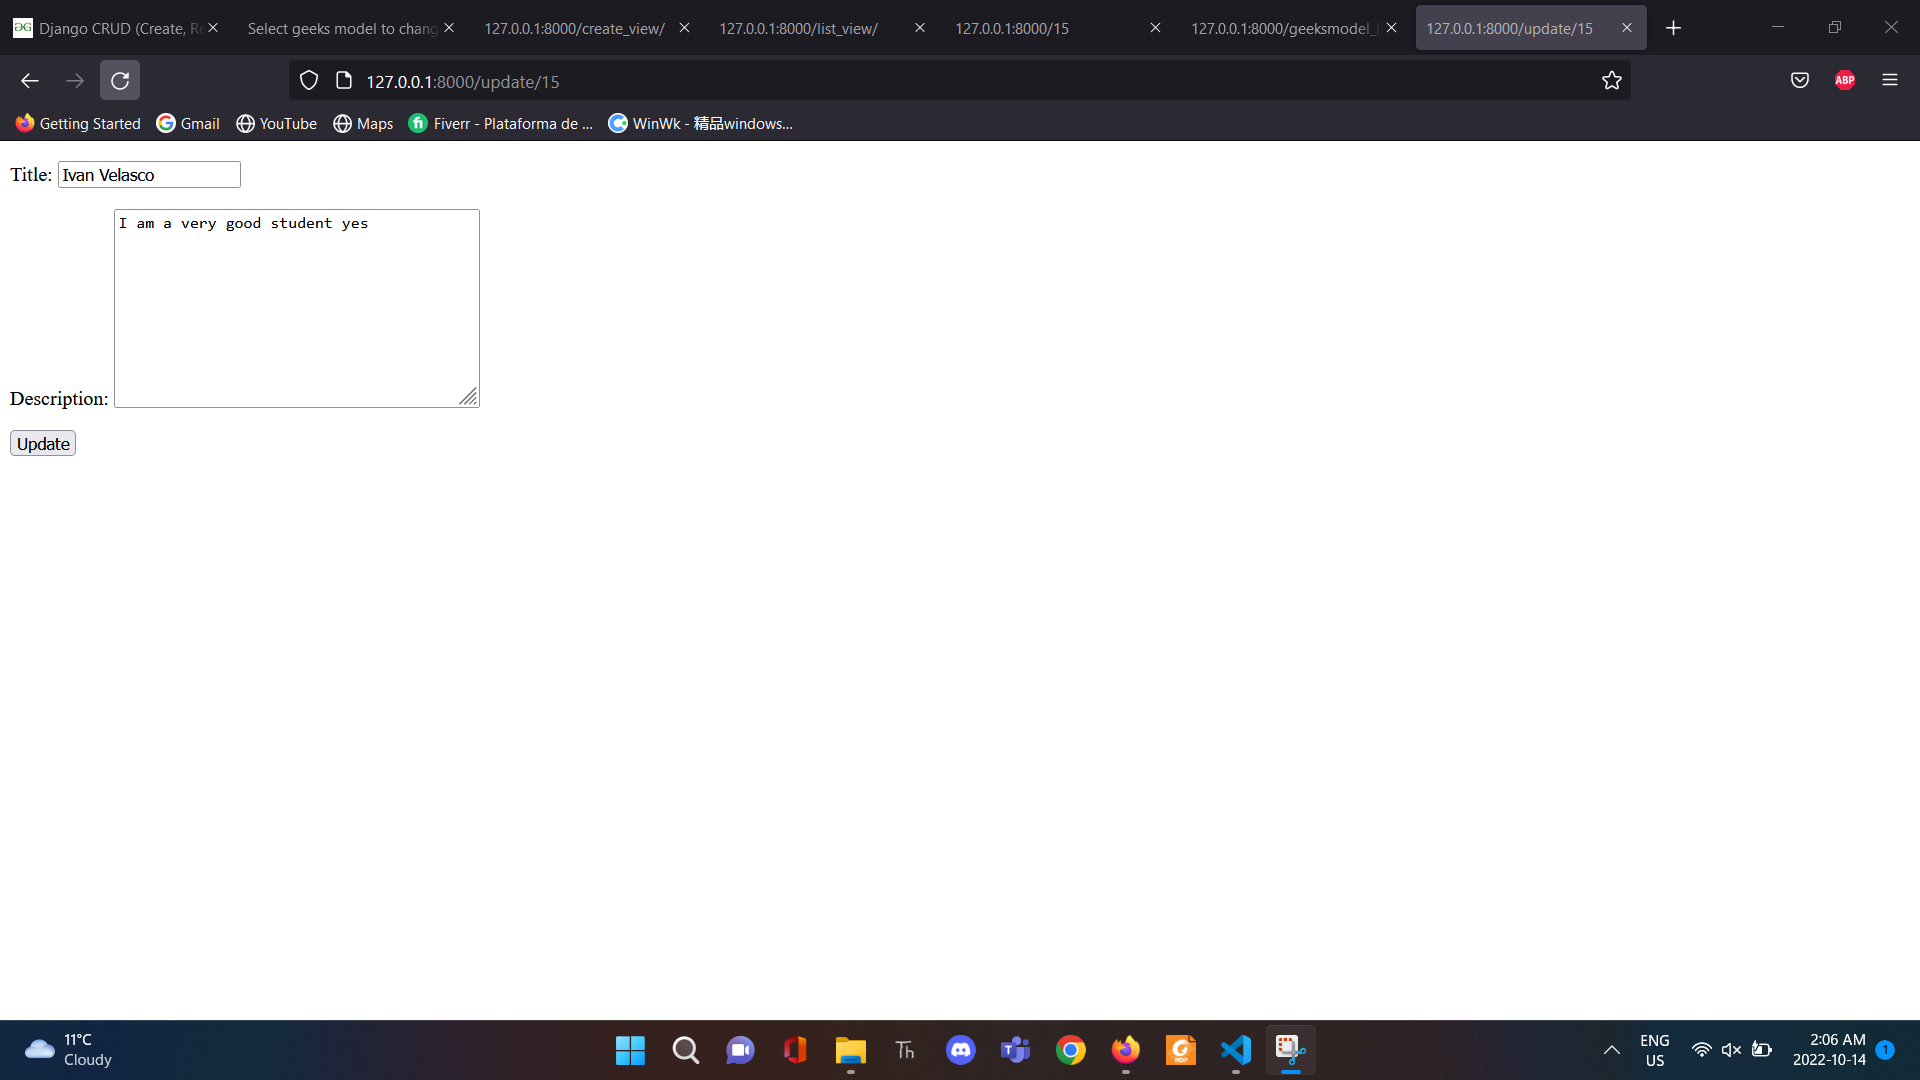 Django CRUD (Create, Re
Select geeks model to chang
127.0.0.1:8000/create_view/
127.0.0.1:8000/list_view/
127.0.0.1:8000/15
127.0.0.1:8000/geeksmodel_l
127.0.0.1:8000/update/15
127.0.0.1:8000/update/15
ABP
Getting Started
Gmail
YouTube
Maps
Fiverr - Plataforma de ...
WinWk - 精品windows...
Title: Ivan Velasco
I am a very good student yes
Description:
Update
11°C
Cloudy
Th
PDF
ENG
US
2:06 AM
2022-10-14
1